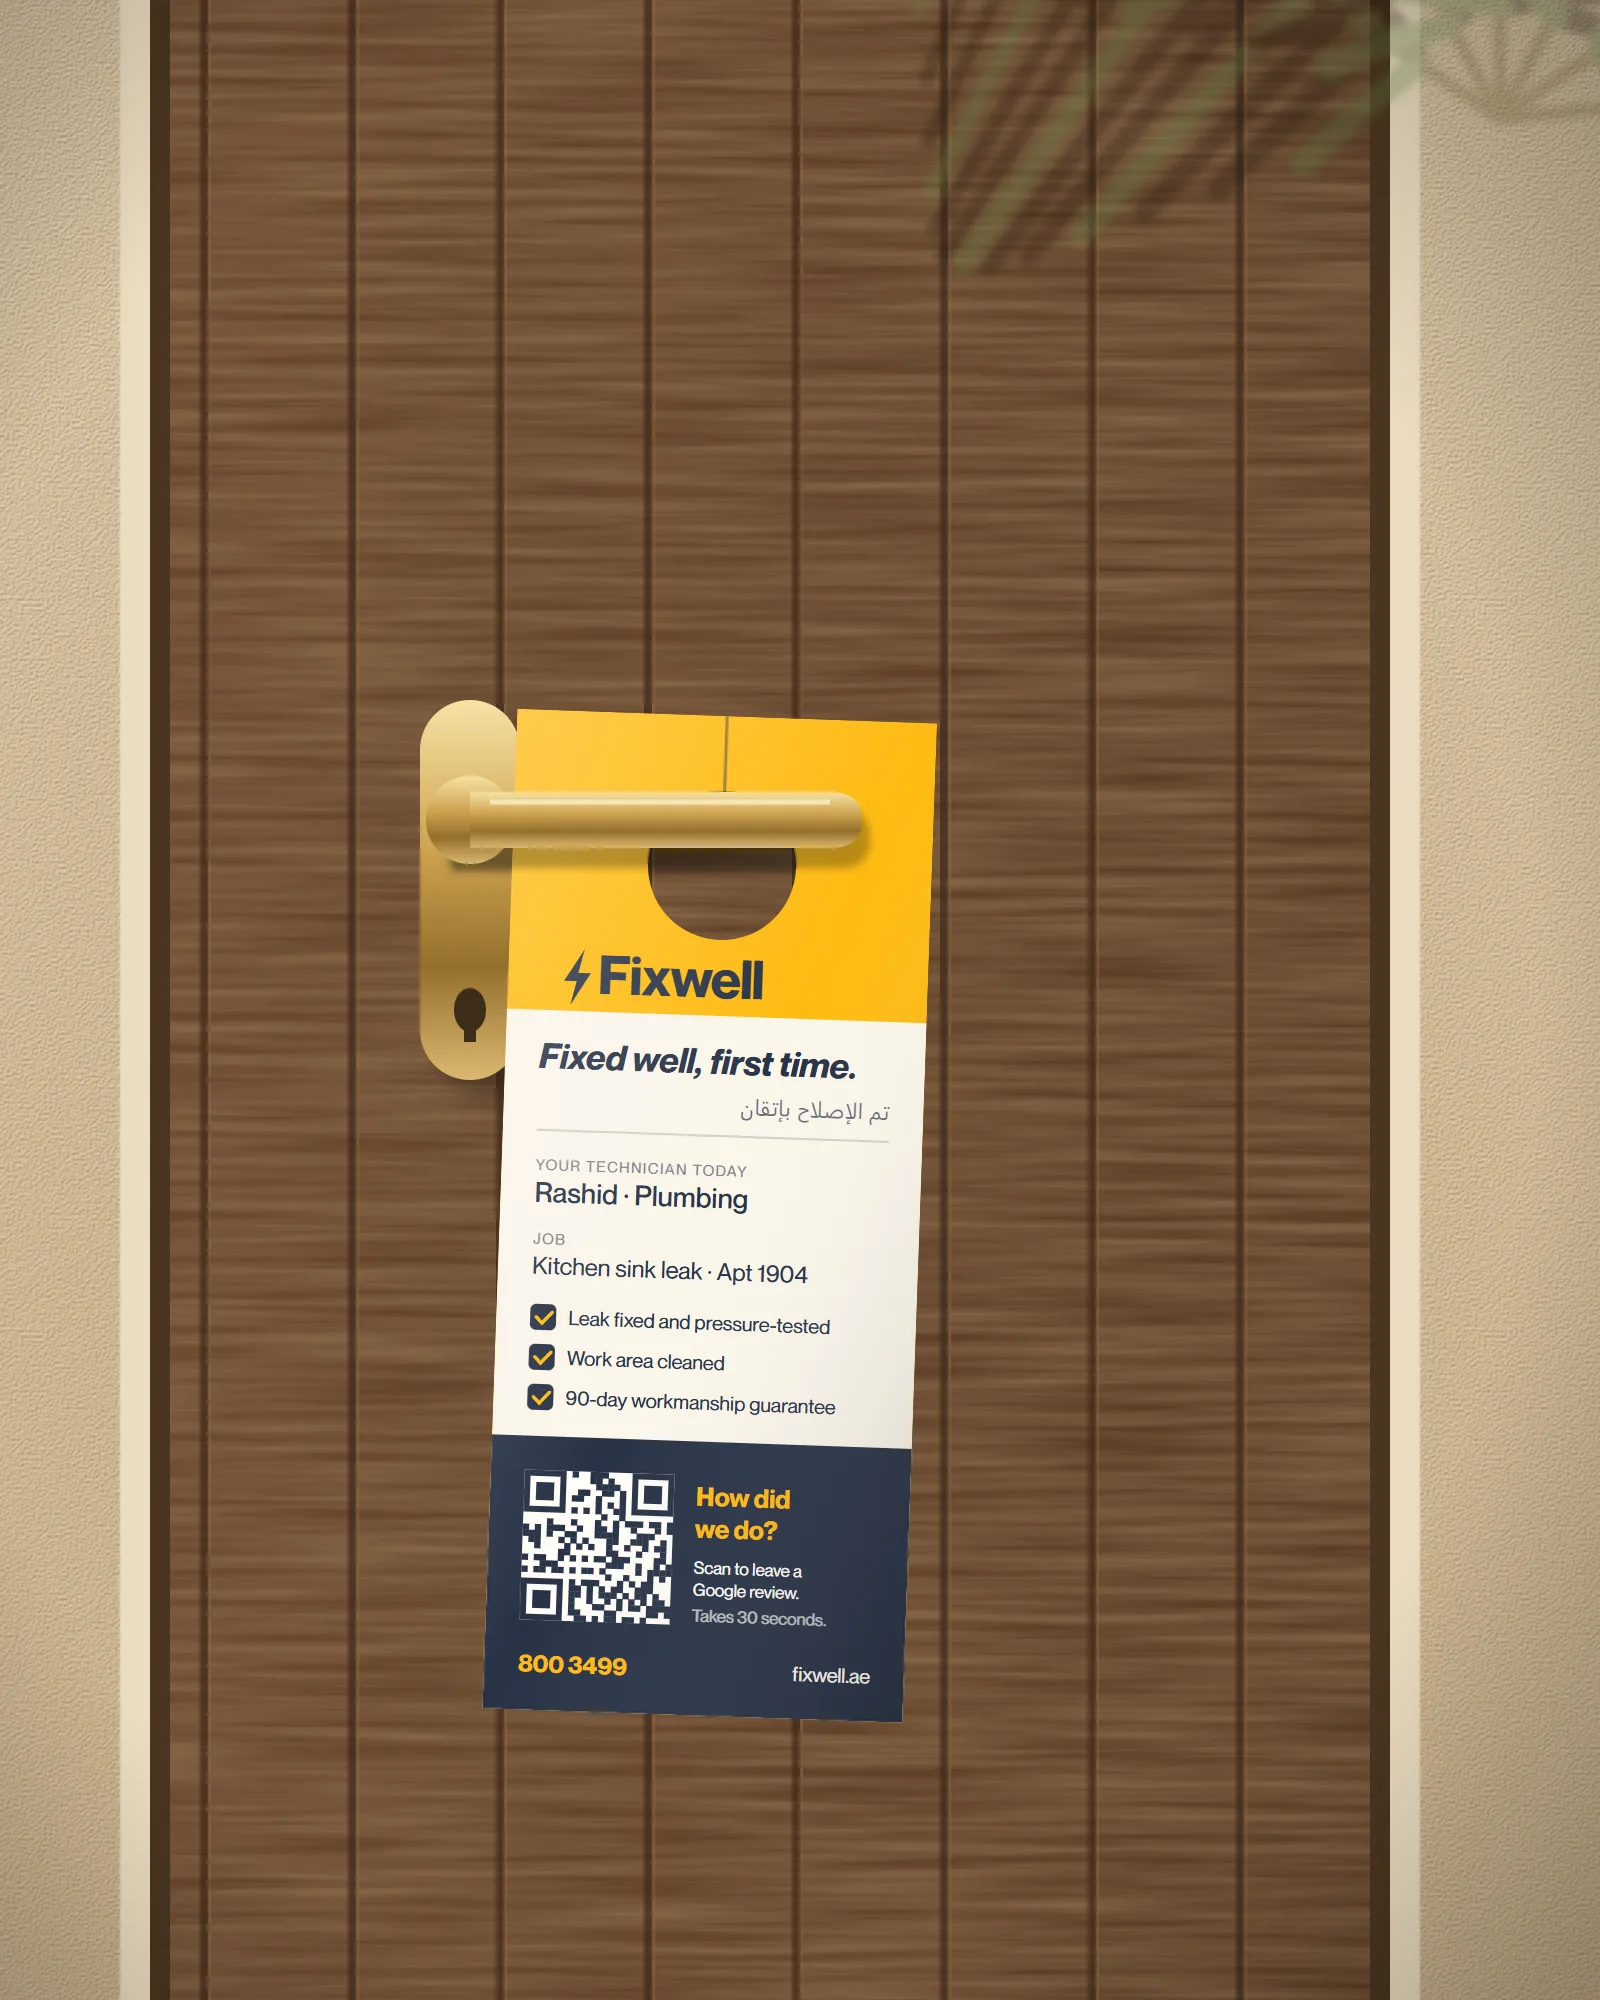 Fixwell
Fixed well, first time.
تم الإصلاح بإتقان
YOUR TECHNICIAN TODAY
Rashid · Plumbing
JOB
Kitchen sink leak · Apt 1904
Leak fixed and pressure-tested
Work area cleaned
90-day workmanship guarantee
How did
we do?
Scan to leave a
Google review.
Takes 30 seconds.
800 3499
fixwell.ae